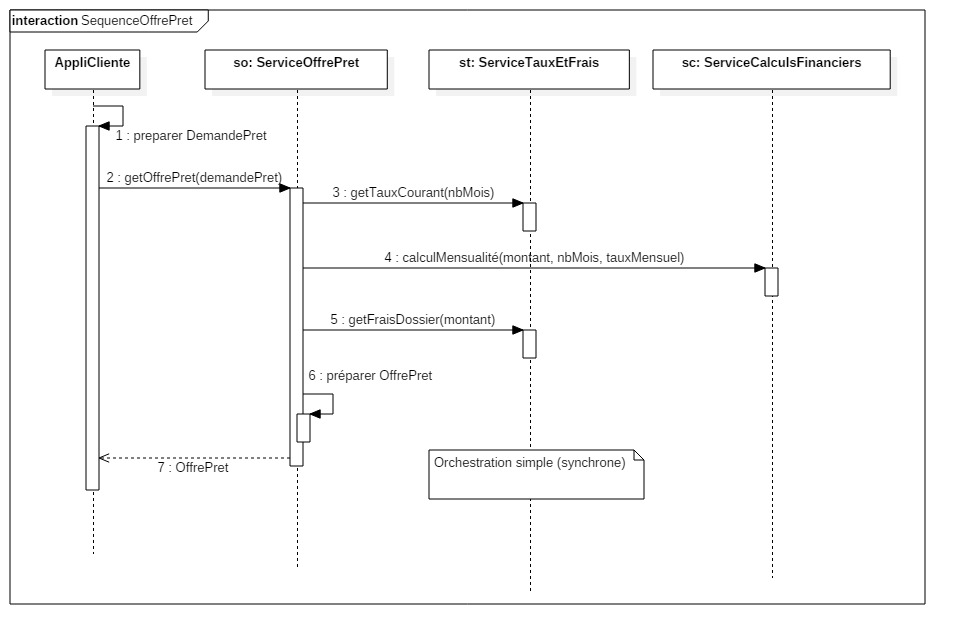 interaction SequenceOffrePret
AppliCliente
so: ServiceOffrePret
st: ServiceTauxEtFrais
sc: ServiceCalculsFinanciers
1 : preparer DemandePret
2 : getOffrePret(demandePret)
3 : getTauxCourant(nbMois)
4 : calculMensualité(montant, nbMois, tauxMensuel)
5 : getFraisDossier(montant)
6 : préparer OffrePret
7 : OffrePret
Orchestration simple (synchrone)